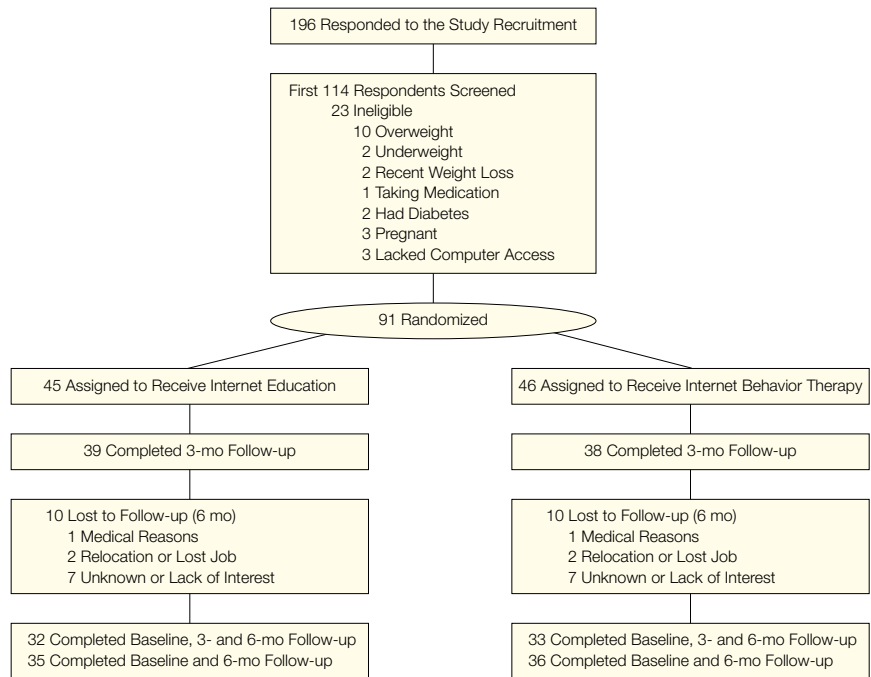 196 Responded to the Study Recruitment
First 114 Respondents Screened
23 Ineligible
10 Overweight
2 Underweight
2 Recent Weight Loss
1 Taking Medication
2 Had Diabetes
3 Pregnant
3 Lacked Computer Access
91 Randomized
45 Assigned to Receive Internet Education
39 Completed 3-mo Follow-up
10 Lost to Follow-up (6 mo)
1 Medical Reasons
2 Relocation or Lost Job
7 Unknown or Lack of Interest
32 Completed Baseline, 3- and 6-mo Follow-up
35 Completed Baseline and 6-mo Follow-up
46 Assigned to Receive Internet Behavior Therapy
38 Completed 3-mo Follow-up
10 Lost to Follow-up (6 mo)
1 Medical Reasons
2 Relocation or Lost Job
7 Unknown or Lack of Interest
33 Completed Baseline, 3- and 6-mo Follow-up
36 Completed Baseline and 6-mo Follow-up